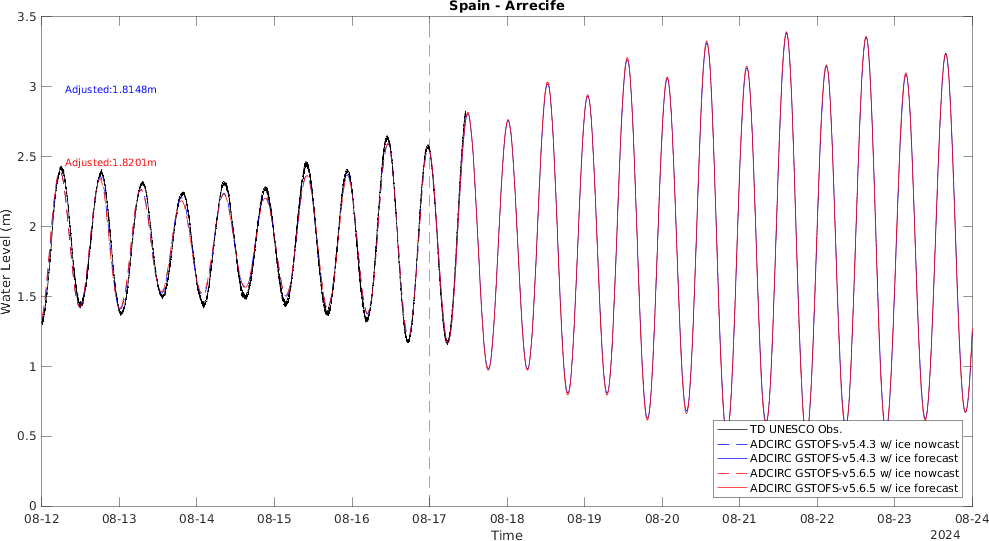 Spain - Arrecife
3.5
3
2.5
2
1.5
1
0.5
0
Water Level (m)
Adjusted:1.8148m
Adjusted:1.8201m
TD UNESCO Obs.
ADCIRC GSTOFS-v5.4.3 w/ ice nowcast
ADCIRC GSTOFS-v5.4.3 w/ ice forecast
ADCIRC GSTOFS-v5.6.5 w/ ice nowcast
ADCIRC GSTOFS-v5.6.5 w/ ice forecast
08-12 08-13 08-14 08-15 08-16 08-17 08-18 08-19 08-20 08-21 08-22 08-23 08-24
Time
2024